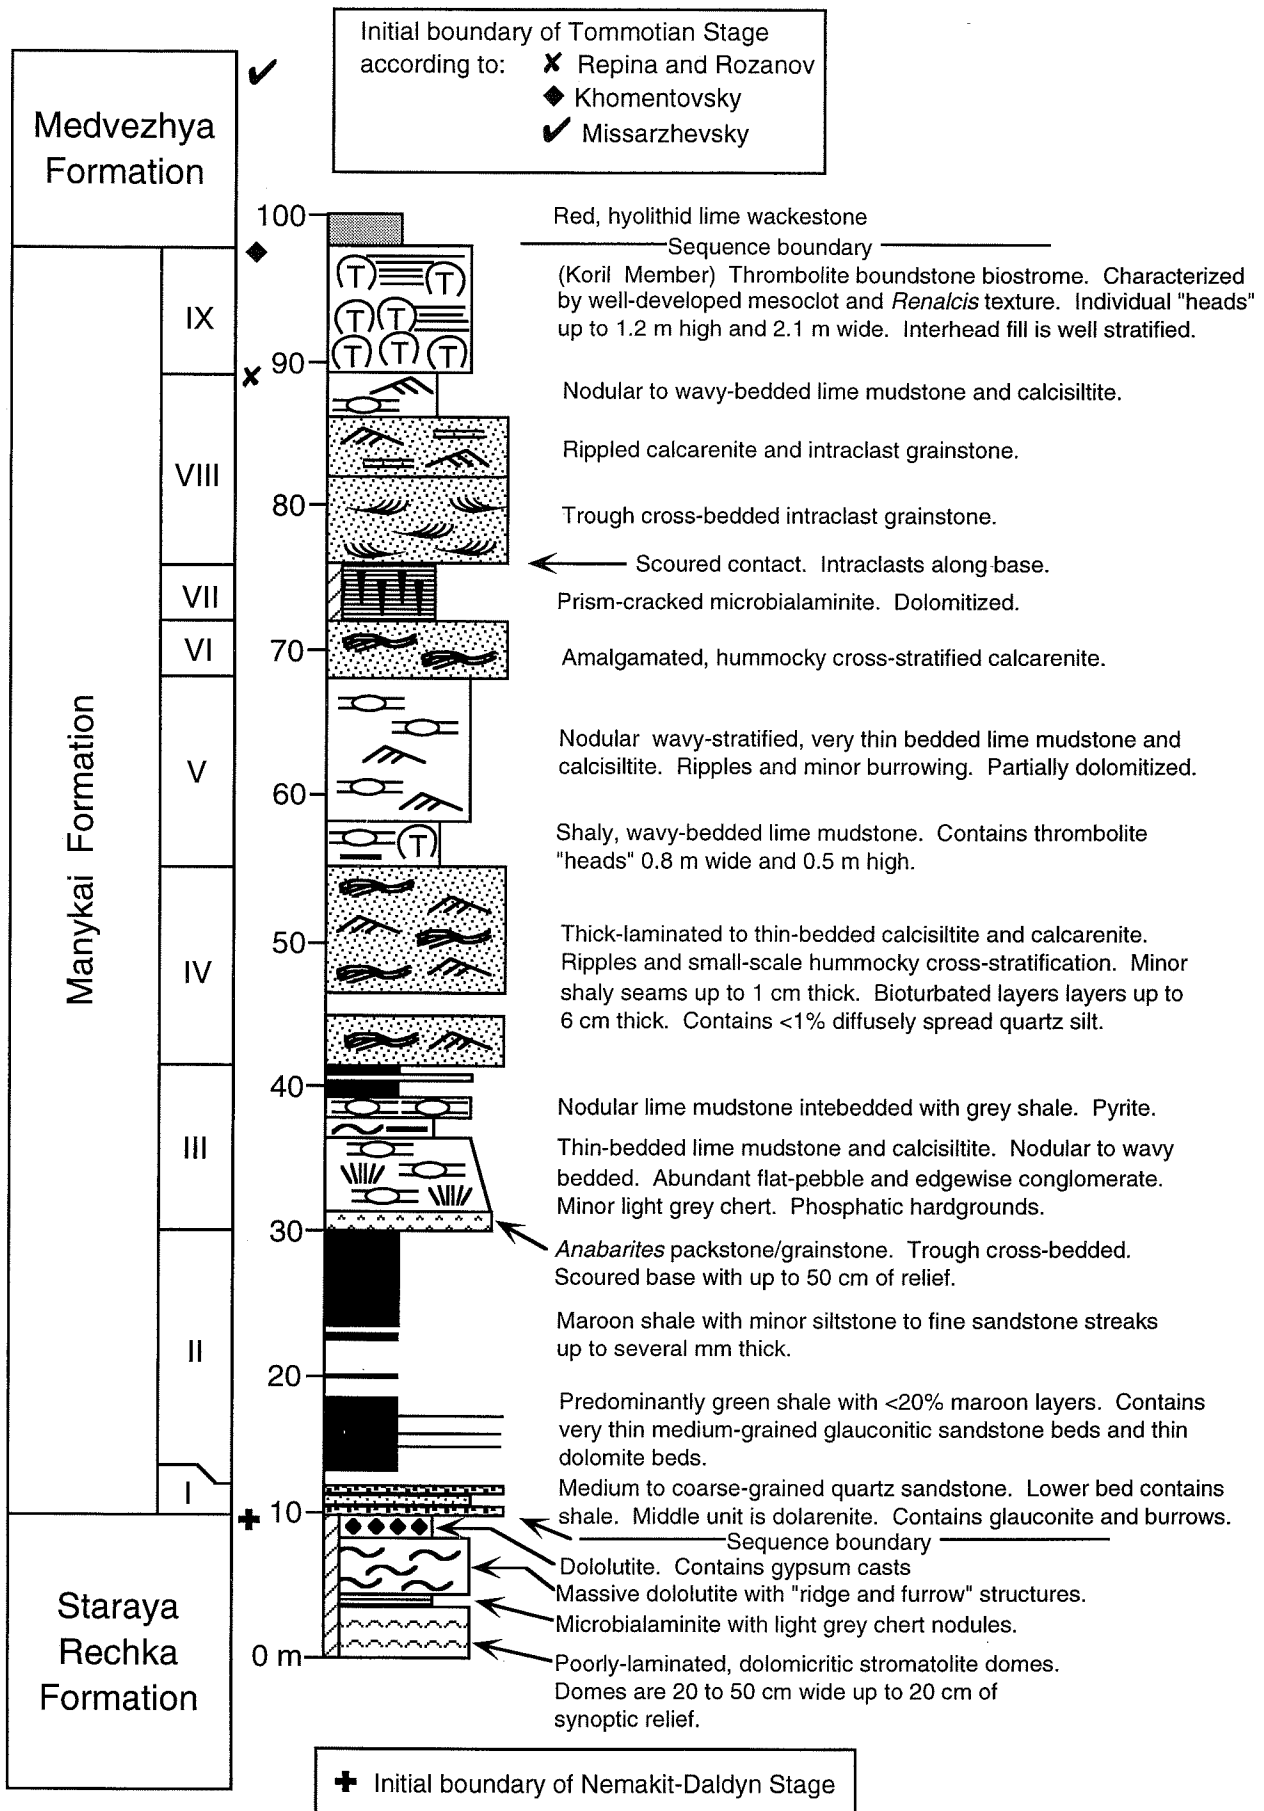 Initial boundary of Tommotian Stage
according to: ✘ Repina and Rozanov
◆ Khomentovsky
✔ Missarzhevsky
Medvezhya
Formation
100
Red, hyolithid lime wackestone
Sequence boundary
(Koril Member) Thrombolite boundstone biostrome. Characterized
by well-developed mesoclot and Renalcis texture. Individual "heads"
up to 1.2 m high and 2.1 m wide. Interhead fill is well stratified.
T T
T T
T T T
IX
90
Nodular to wavy-bedded lime mudstone and calcisiltite.
Rippled calcarenite and intraclast grainstone.
VIII
80
Trough cross-bedded intraclast grainstone.
Scoured contact. Intraclasts along base.
VII
Prism-cracked microbialaminite. Dolomitized.
VI
70
Amalgamated, hummocky cross-stratified calcarenite.
Manykai Formation
V
Nodular wavy-stratified, very thin bedded lime mudstone and
calcisiltite. Ripples and minor burrowing. Partially dolomitized.
60
T
Shaly, wavy-bedded lime mudstone. Contains thrombolite
"heads" 0.8 m wide and 0.5 m high.
50
IV
Thick-laminated to thin-bedded calcisiltite and calcarenite.
Ripples and small-scale hummocky cross-stratification. Minor
shaly seams up to 1 cm thick. Bioturbated layers layers up to
6 cm thick. Contains <1% diffusely spread quartz silt.
40
Nodular lime mudstone intebedded with grey shale. Pyrite.
III
Thin-bedded lime mudstone and calcisiltite. Nodular to wavy
bedded. Abundant flat-pebble and edgewise conglomerate.
Minor light grey chert. Phosphatic hardgrounds.
30
Anabarites packstone/grainstone. Trough cross-bedded.
Scoured base with up to 50 cm of relief.
Maroon shale with minor siltstone to fine sandstone streaks
up to several mm thick.
II
20
Predominantly green shale with <20% maroon layers. Contains
very thin medium-grained glauconitic sandstone beds and thin
dolomite beds.
I
Medium to coarse-grained quartz sandstone. Lower bed contains
shale. Middle unit is dolarenite. Contains glauconite and burrows.
10
Sequence boundary
Dololutite. Contains gypsum casts
Massive dololutite with "ridge and furrow" structures.
Microbialaminite with light grey chert nodules.
Staraya
Rechka
Formation
0 m
Poorly-laminated, dolomicritic stromatolite domes.
Domes are 20 to 50 cm wide up to 20 cm of
synoptic relief.
✚ Initial boundary of Nemakit-Daldyn Stage